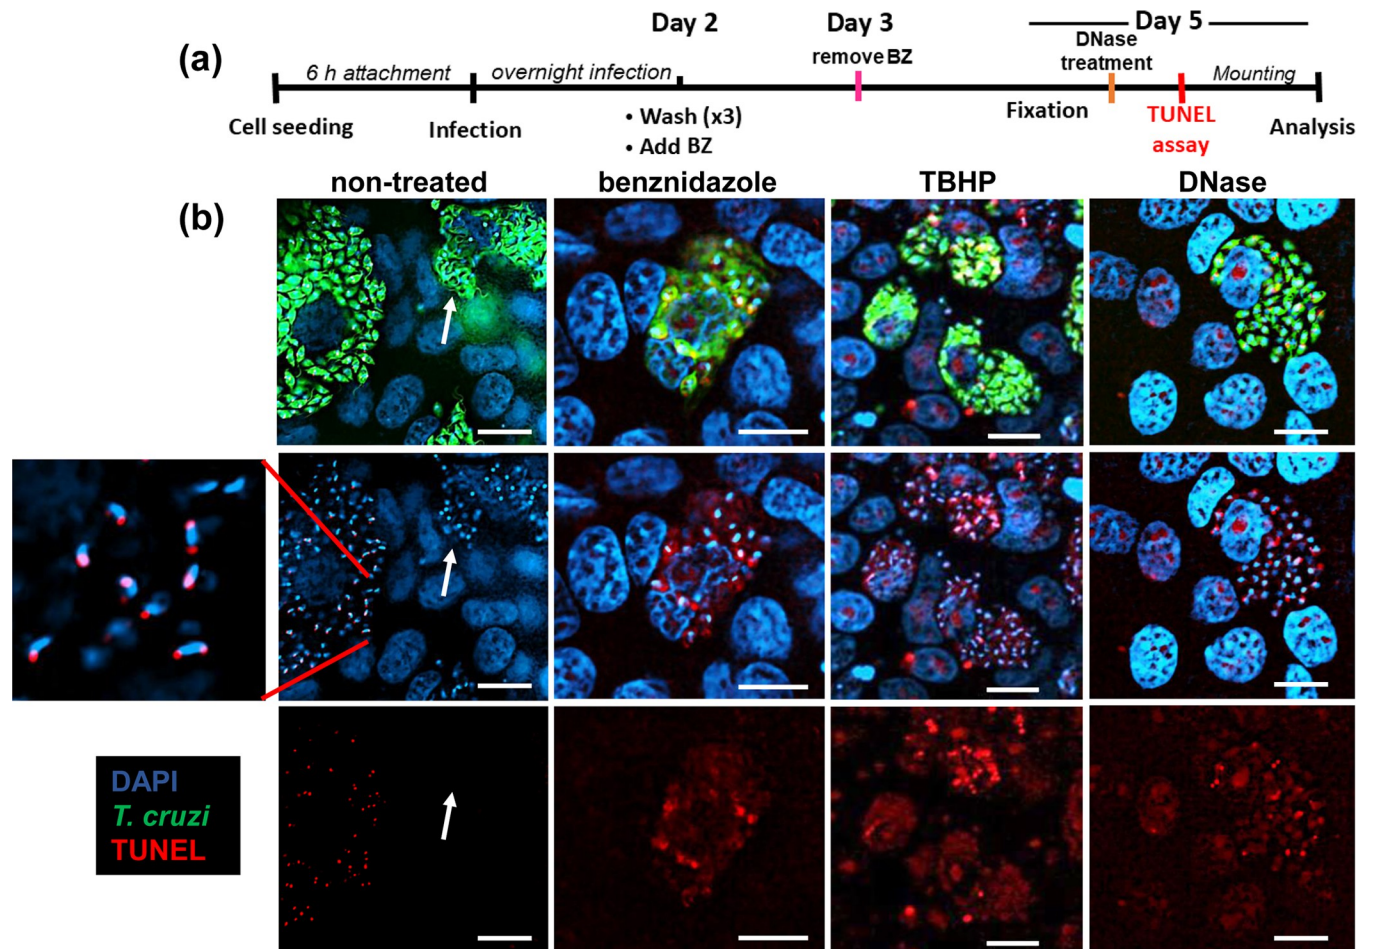 (a)
Day 2
Day 3
Day 5
remove BZ
DNase
treatment
6 h attachment
overnight infection
Mounting
Cell seeding
Infection
• Wash (x3)
• Add BZ
Fixation
TUNEL
assay
Analysis
(b)
non-treated
benznidazole
TBHP
DNase
DAPI
T. cruzi
TUNEL